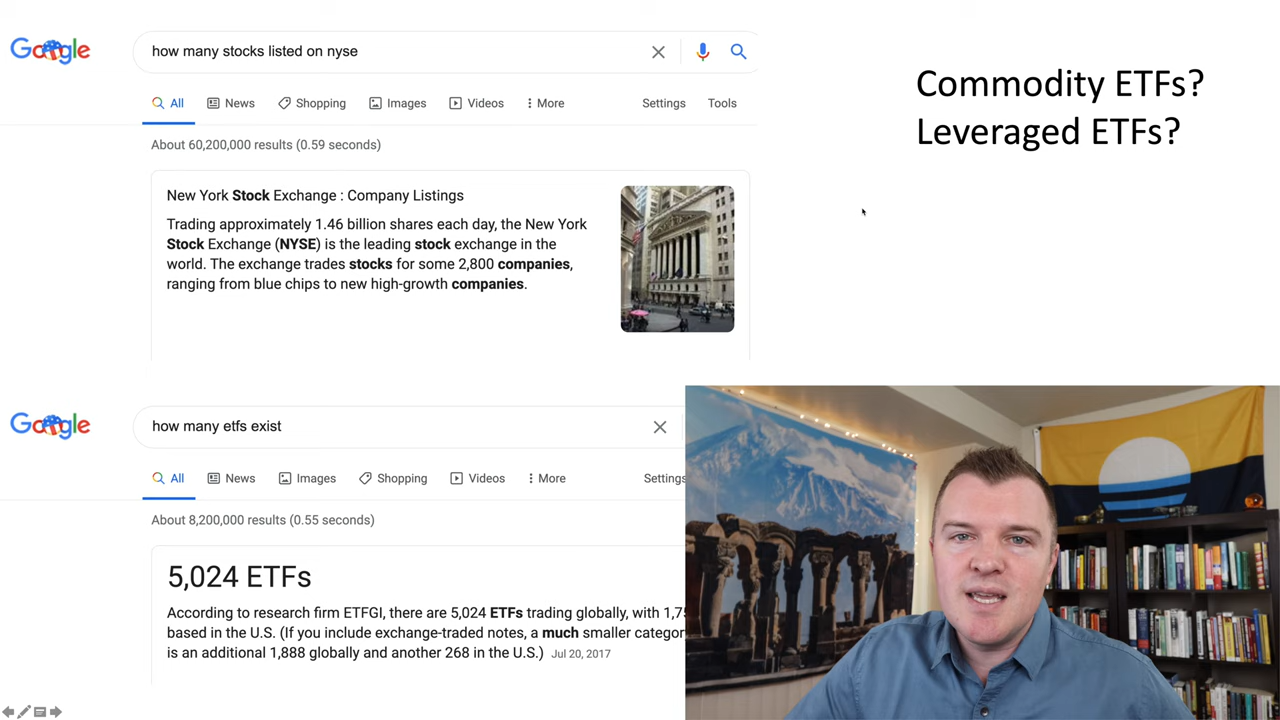 Google
how many stocks listed on nyse
All
News
Shopping
Images
Videos
More
Settings
Tools
About 60,200,000 results (0.59 seconds)
New York Stock Exchange : Company Listings
Trading approximately 1.46 billion shares each day, the New York
Stock Exchange (NYSE) is the leading stock exchange in the
world. The exchange trades stocks for some 2,800 companies,
ranging from blue chips to new high-growth companies.
Commodity ETFs?
Leveraged ETFs?
Google
how many etfs exist
All
News
Images
Shopping
Videos
More
Settings
About 8,200,000 results (0.55 seconds)
5,024 ETFs
According to research firm ETFGI, there are 5,024 ETFs trading globally, with 1,75
based in the U.S. (If you include exchange-traded notes, a much smaller categor
is an additional 1,888 globally and another 268 in the U.S.) Jul 20, 2017